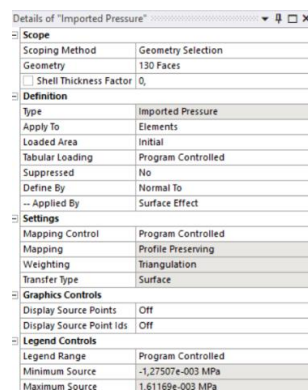 Details of "Imported Pressure"
Scope
Scoping Method Geometry Selection
Geometry 130 Faces
Shell Thickness Factor 0,
Definition
Type Imported Pressure
Apply To Elements
Loaded Area Initial
Tabular Loading Program Controlled
Suppressed No
Define By Normal To
-- Applied By Surface Effect
Settings
Mapping Control Program Controlled
Mapping Profile Preserving
Weighting Triangulation
Transfer Type Surface
Graphics Controls
Display Source Points Off
Display Source Point Ids Off
Legend Controls
Legend Range Program Controlled
Minimum Source -1,27507e-003 MPa
Maximum Source 1,61169e-003 MPa